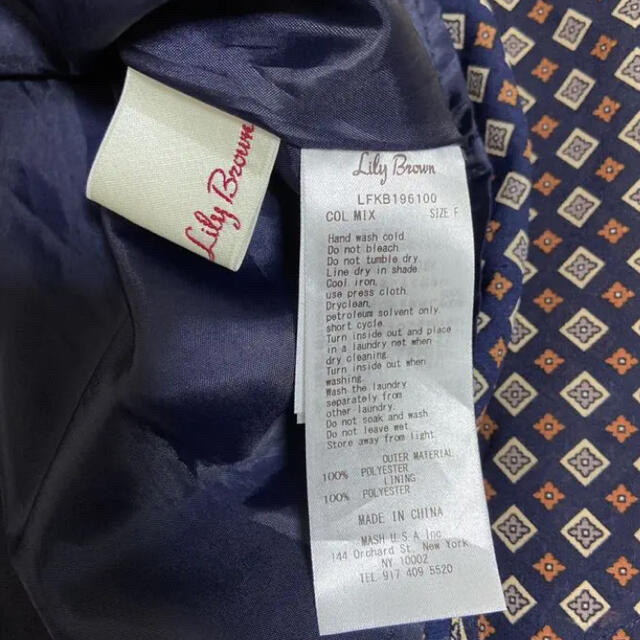 Lily Brown
Lily Brown
LFKB196100
COL MIX SIZE F
Hand wash cold.
Do not bleach.
Do not tumble dry.
Line dry in shade.
Cool iron,
use press cloth.
Dryclean,
petroleum solvent only
short cycle.
Turn inside out and place
in a laundry net when
dry cleaning.
Turn inside out when
washing.
Wash the laundry
separately from
other laundry.
Do not soak and wash
Do not leave wet.
Store away from light.
OUTER MATERIAL
100% POLYESTER
LINING
100% POLYESTER
MADE IN CHINA
MASH U.S.A Inc
144 Orchard St. New York
NY 10002
TEL 917 409 5520